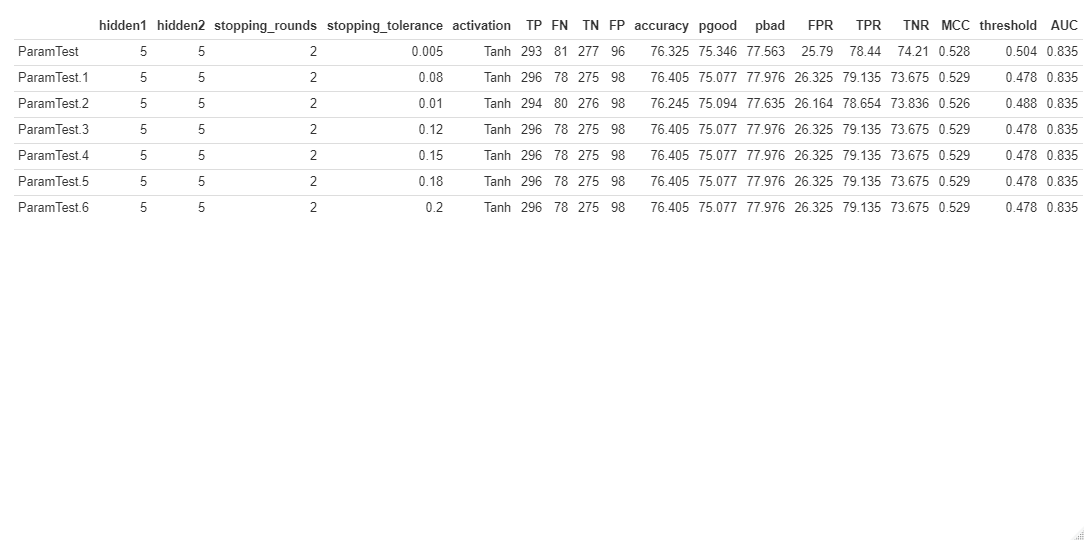 hidden1 hidden2 stopping_rounds stopping_tolerance activation TP FN TN FP accuracy pgood pbad FPR TPR TNR MCC threshold AUC
ParamTest 5 5 2 0.005 Tanh 293 81 277 96 76.325 75.346 77.563 25.79 78.44 74.21 0.528 0.504 0.835
ParamTest.1 5 5 2 0.08 Tanh 296 78 275 98 76.405 75.077 77.976 26.325 79.135 73.675 0.529 0.478 0.835
ParamTest.2 5 5 2 0.01 Tanh 294 80 276 98 76.245 75.094 77.635 26.164 78.654 73.836 0.526 0.488 0.835
ParamTest.3 5 5 2 0.12 Tanh 296 78 275 98 76.405 75.077 77.976 26.325 79.135 73.675 0.529 0.478 0.835
ParamTest.4 5 5 2 0.15 Tanh 296 78 275 98 76.405 75.077 77.976 26.325 79.135 73.675 0.529 0.478 0.835
ParamTest.5 5 5 2 0.18 Tanh 296 78 275 98 76.405 75.077 77.976 26.325 79.135 73.675 0.529 0.478 0.835
ParamTest.6 5 5 2 0.2 Tanh 296 78 275 98 76.405 75.077 77.976 26.325 79.135 73.675 0.529 0.478 0.835